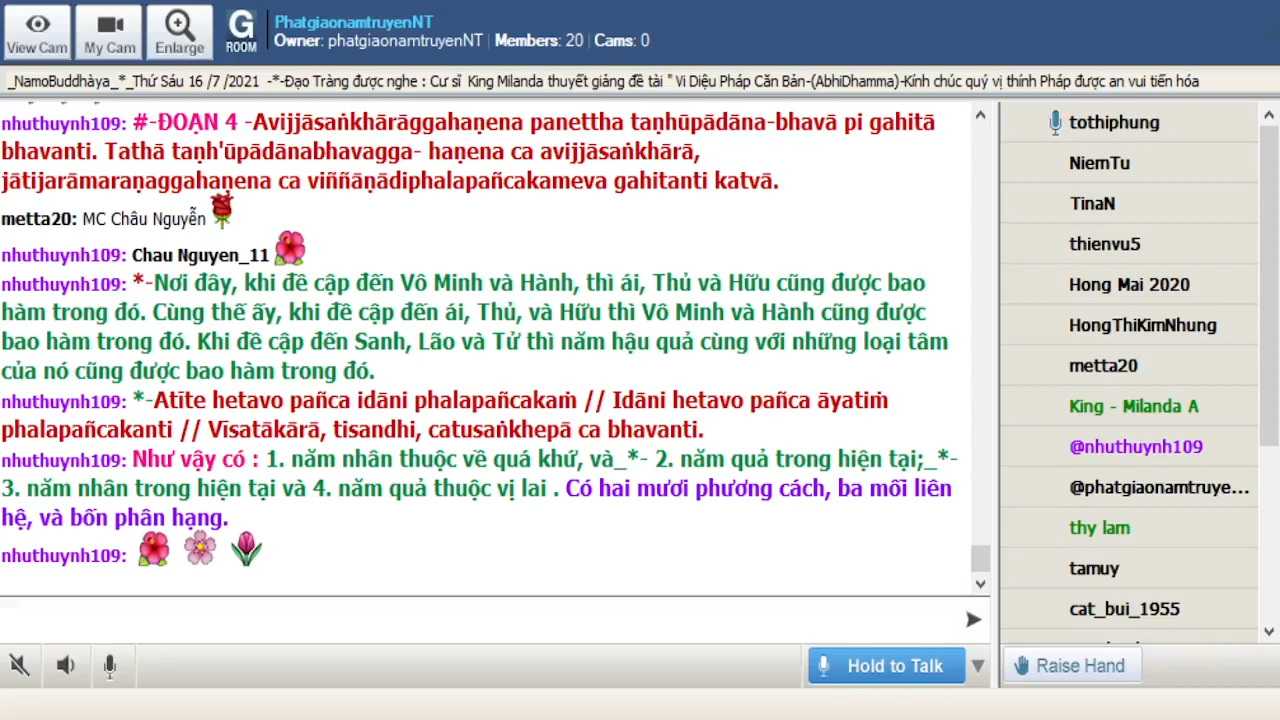 PhatgiaonamtruyenNT
View Cam
My Cam
Enlarge
G
ROOM
Owner: phatgiaonamtruyenNT | Members: 20 | Cams: 0
_NamoBuddhàya_*_Thứ Sáu 16 /7 /2021 -*-Đạo Tràng được nghe : Cư sĩ King Milanda thuyết giảng đề tài " Vi Diệu Pháp Căn Bản-(AbhiDhamma)-Kính chúc quý vị thính Pháp được an vui tiến hóa
nhuthuynh109: #-ĐOẠN 4 -Avijjāsaṅkhārāggahaṇena panettha taṇhūpādāna-bhavā pi gahitā
bhavanti. Tathā taṇh'ūpādānabhavagga- haṇena ca avijjāsaṅkhārā,
jātijarāmaraṇaggahaṇena ca viññāṇādiphalapañcakameva gahitanti katvā.
metta20: MC Châu Nguyễn
nhuthuynh109: Chau Nguyen_11
nhuthuynh109: *-Nơi đây, khi đề cập đến Vô Minh và Hành, thì ái, Thủ và Hữu cũng được bao
hàm trong đó. Cùng thế ấy, khi đề cập đến ái, Thủ, và Hữu thì Vô Minh và Hành cũng được
bao hàm trong đó. Khi đề cập đến Sanh, Lão và Tử thì năm hậu quả cùng với những loại tâm
của nó cũng được bao hàm trong đó.
nhuthuynh109: *-Atīte hetavo pañca idāni phalapañcakaṁ // Idāni hetavo pañca āyatiṁ
phalapañcakanti // Vīsatākārā, tisandhi, catusaṅkhepā ca bhavanti.
nhuthuynh109: Như vậy có : 1. năm nhân thuộc về quá khứ, và_*- 2. năm quả trong hiện tại;_*-
3. năm nhân trong hiện tại và 4. năm quả thuộc vị lai . Có hai mươi phương cách, ba mối liên
hệ, và bốn phân hạng.
nhuthuynh109:
tothiphung
NiemTu
TinaN
thienvu5
Hong Mai 2020
HongThiKimNhung
metta20
King - Milanda A
@nhuthuynh109
@phatgiaonamtruye...
thy lam
tamuy
cat_bui_1955
Hold to Talk
Raise Hand